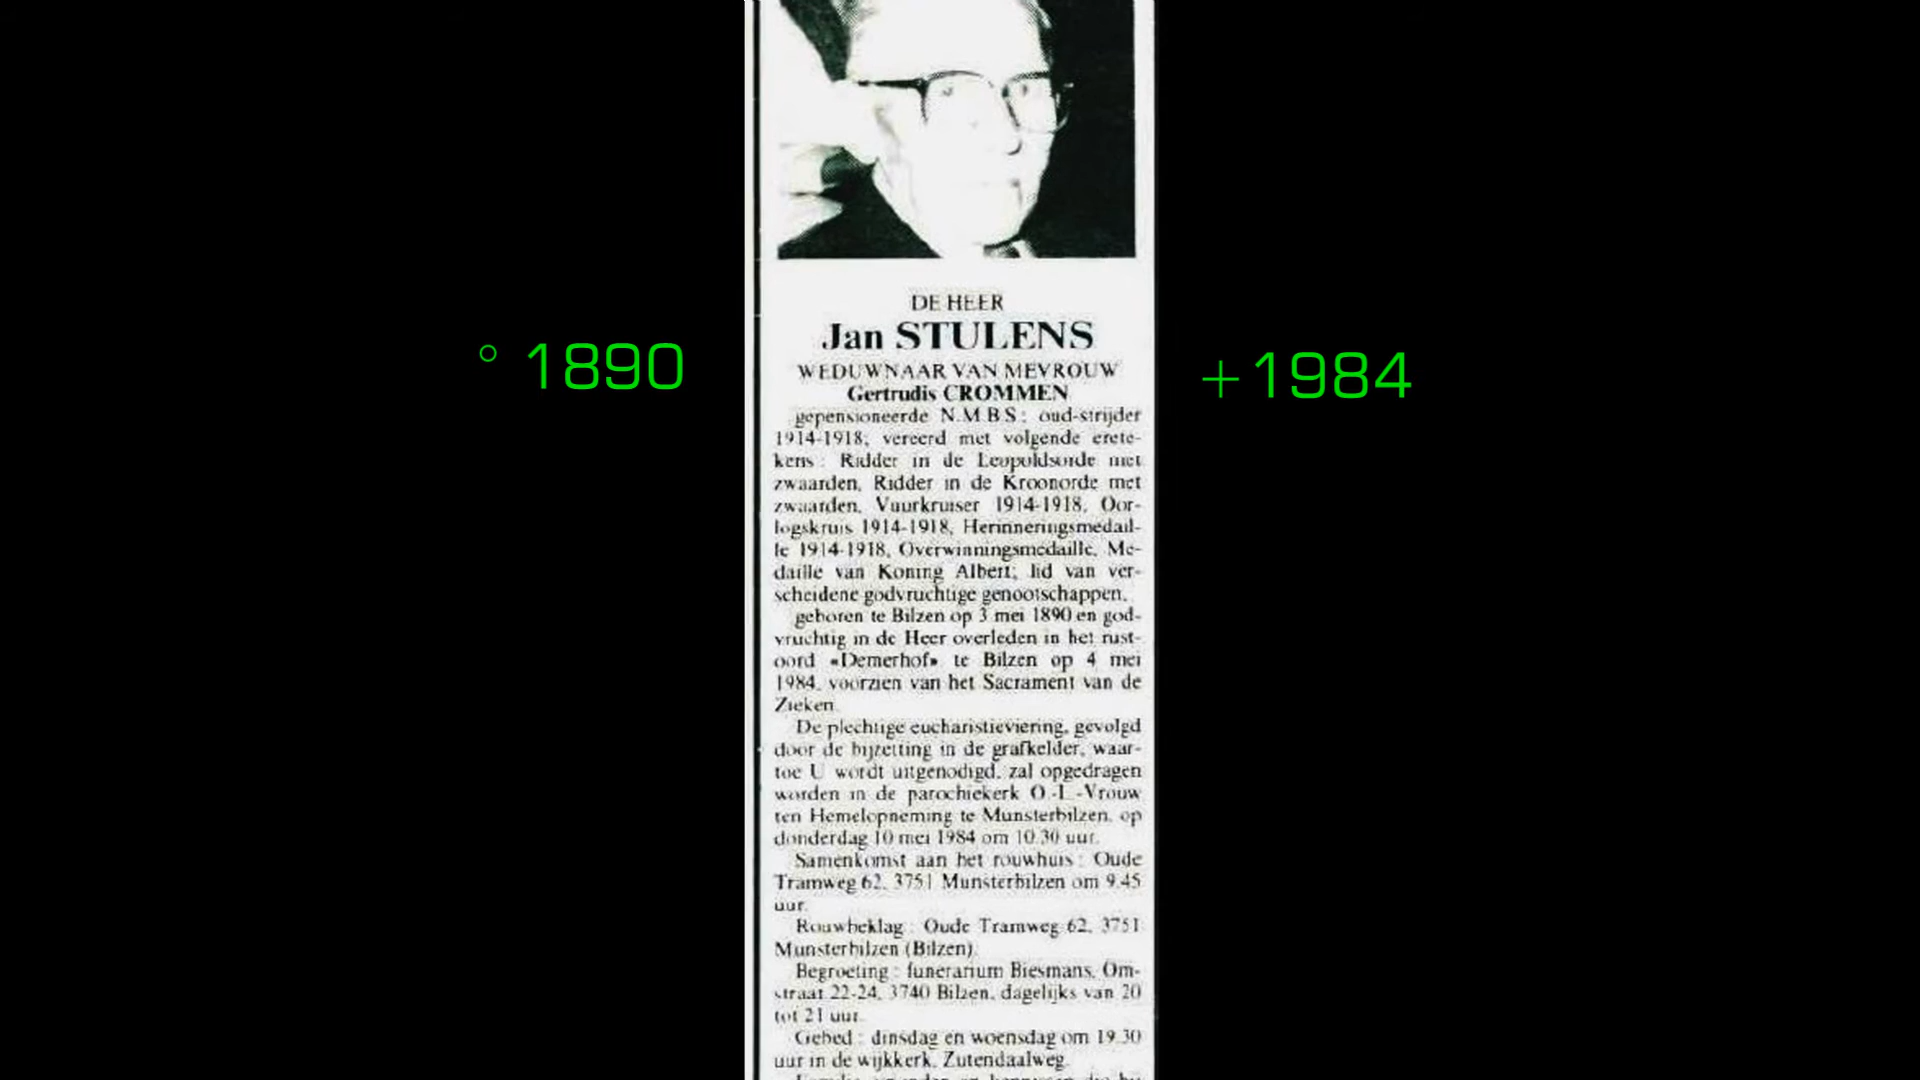 DE HEER
Jan STULENS
WEDUWNAAR VAN MEVROUW
Gertrudis CROMMEN
° 1890
+1984
gepensioneerde N.M.B.S; oud-strijder
1914-1918; vereerd met volgende erete-
kens : Ridder in de Leopoldsorde met
zwaarden, Ridder in de Kroonorde met
zwaarden, Vuurkruiser 1914-1918, Oor-
logskruis 1914-1918, Herinneringsmedail-
le 1914-1918, Overwinningsmedaille, Me-
daille van Koning Albert; lid van ver-
scheidene godvruchtige genootschappen,
geboren te Bilzen op 3 mei 1890 en god-
vruchtig in de Heer overleden in het rust-
oord «Demerhof» te Bilzen op 4 mei
1984, voorzien van het Sacrament van de
Zieken.
De plechtige eucharistieviering, gevolgd
door de bijzetting in de grafkelder, waar-
toe U wordt uitgenodigd, zal opgedragen
worden in de parochiekerk O.-L.-Vrouw
ten Hemelopneming te Munsterbilzen, op
donderdag 10 mei 1984 om 10.30 uur.
Samenkomst aan het rouwhuis : Oude
Tramweg 62, 3751 Munsterbilzen om 9.45
uur.
Rouwbeklag : Oude Tramweg 62, 3751
Munsterbilzen (Bilzen).
Begroeting : funerarium Biesmans, Om-
straat 22-24, 3740 Bilzen, dagelijks van 20
tot 21 uur.
Gebed : dinsdag en woensdag om 19.30
uur in de wijkkerk, Zutendaalweg.